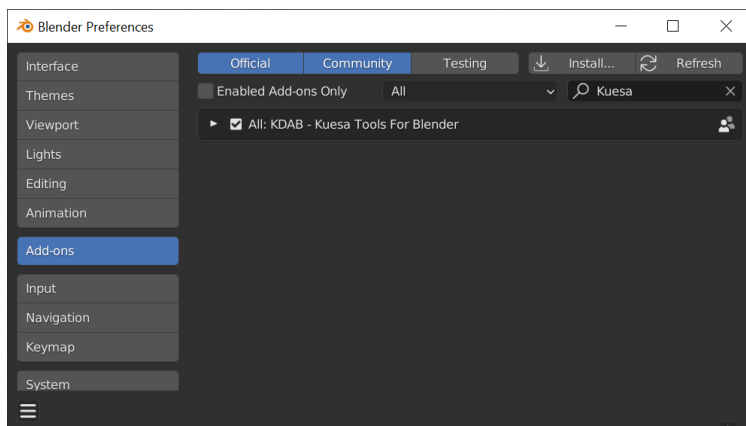 Blender Preferences
Interface
Themes
Viewport
Lights
Editing
Animation
Add-ons
Input
Navigation
Keymap
System
Official Community Testing Install... Refresh
Enabled Add-ons Only All Kuesa
All: KDAB - Kuesa Tools For Blender